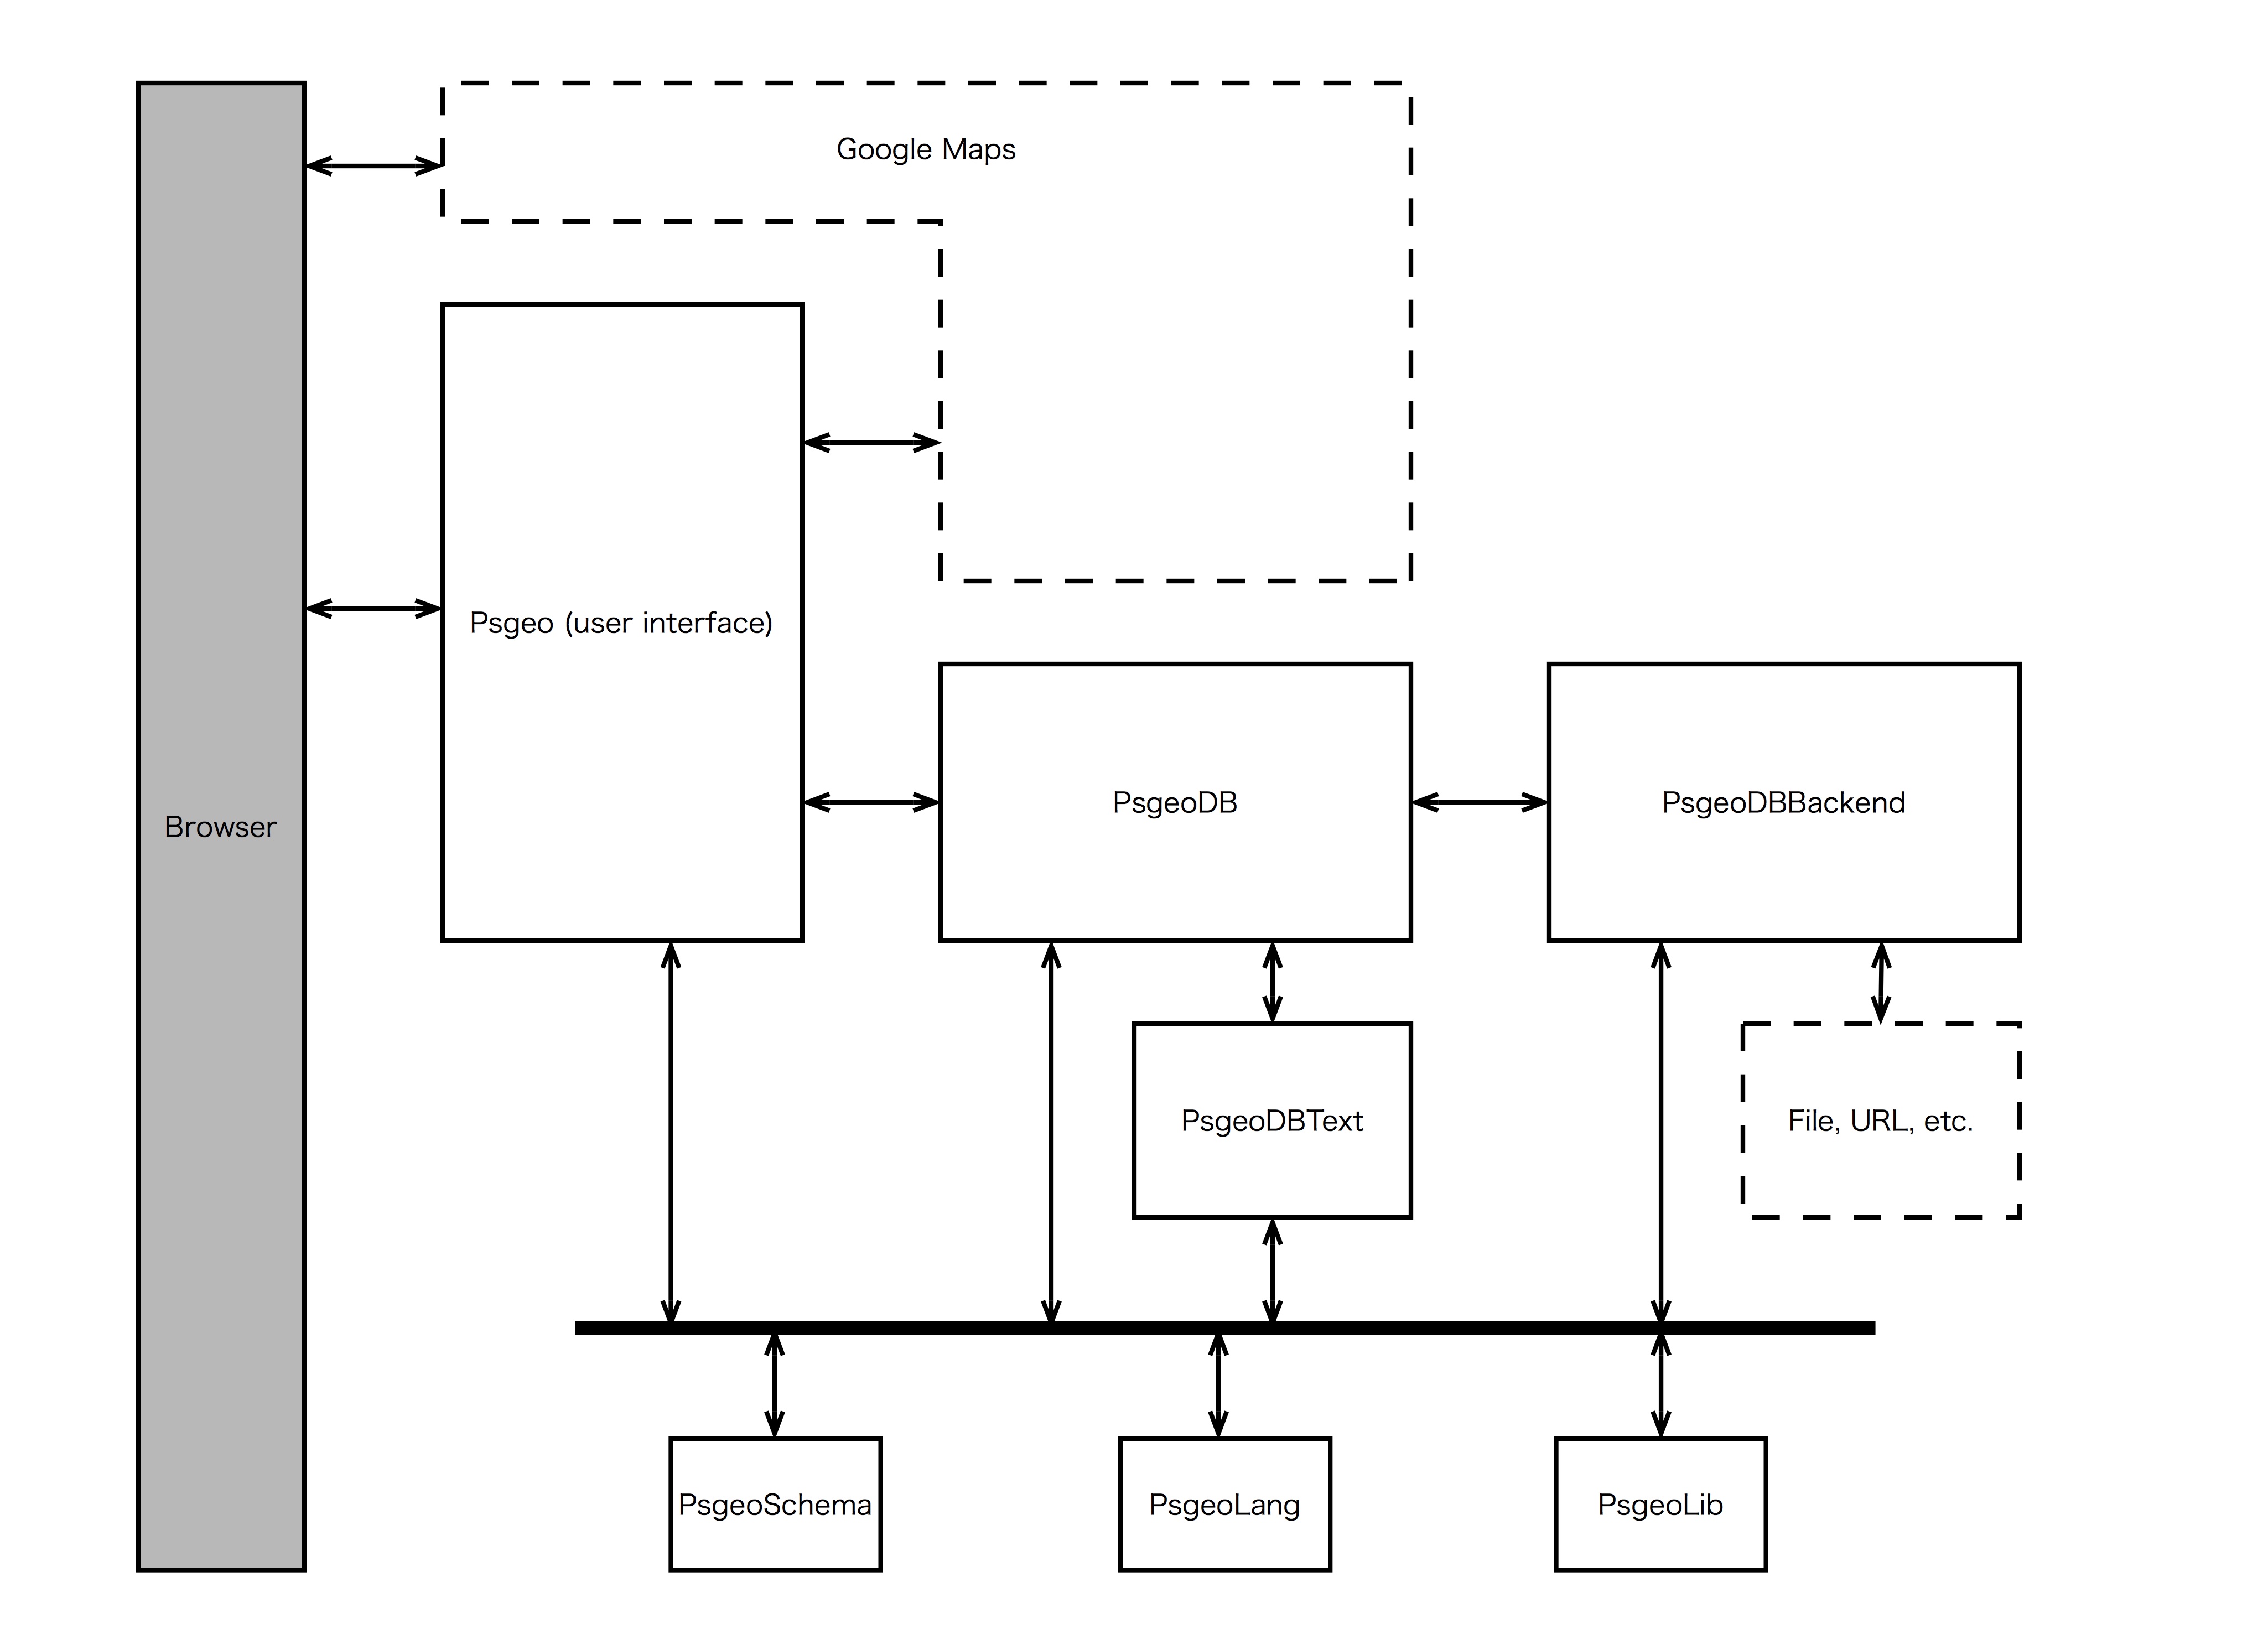 Google Maps
Psgeo (user interface)
Browser
PsgeoDB
PsgeoDBBackend
PsgeoDBText
File, URL, etc.
PsgeoSchema
PsgeoLang
PsgeoLib